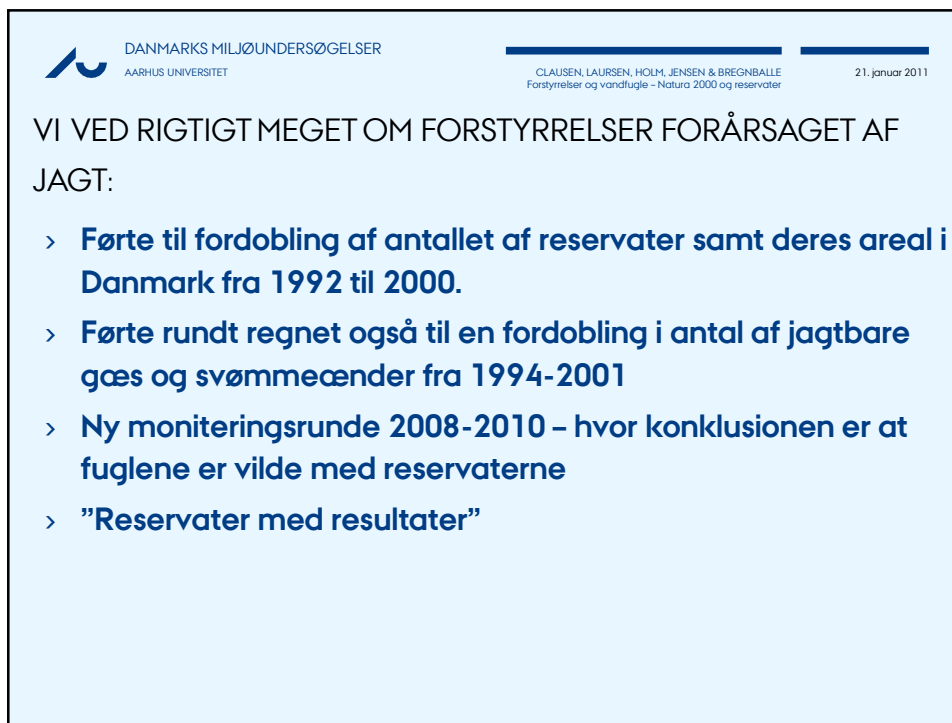 DANMARKS MILJØUNDERSØGELSER
AARHUS UNIVERSITET
CLAUSEN, LAURSEN, HOLM, JENSEN & BREGNBALLE
Forstyrrelser og vandfugle – Natura 2000 og reservater
21. januar 2011
VI VED RIGTIGT MEGET OM FORSTYRRELSER FORÅRSAGET AF
JAGT:
› Førte til fordobling af antallet af reservater samt deres areal i
Danmark fra 1992 til 2000.
› Førte rundt regnet også til en fordobling i antal af jagtbare
gæs og svømmeænder fra 1994-2001
› Ny moniteringsrunde 2008-2010 – hvor konklusionen er at
fuglene er vilde med reservaterne
› ”Reservater med resultater”